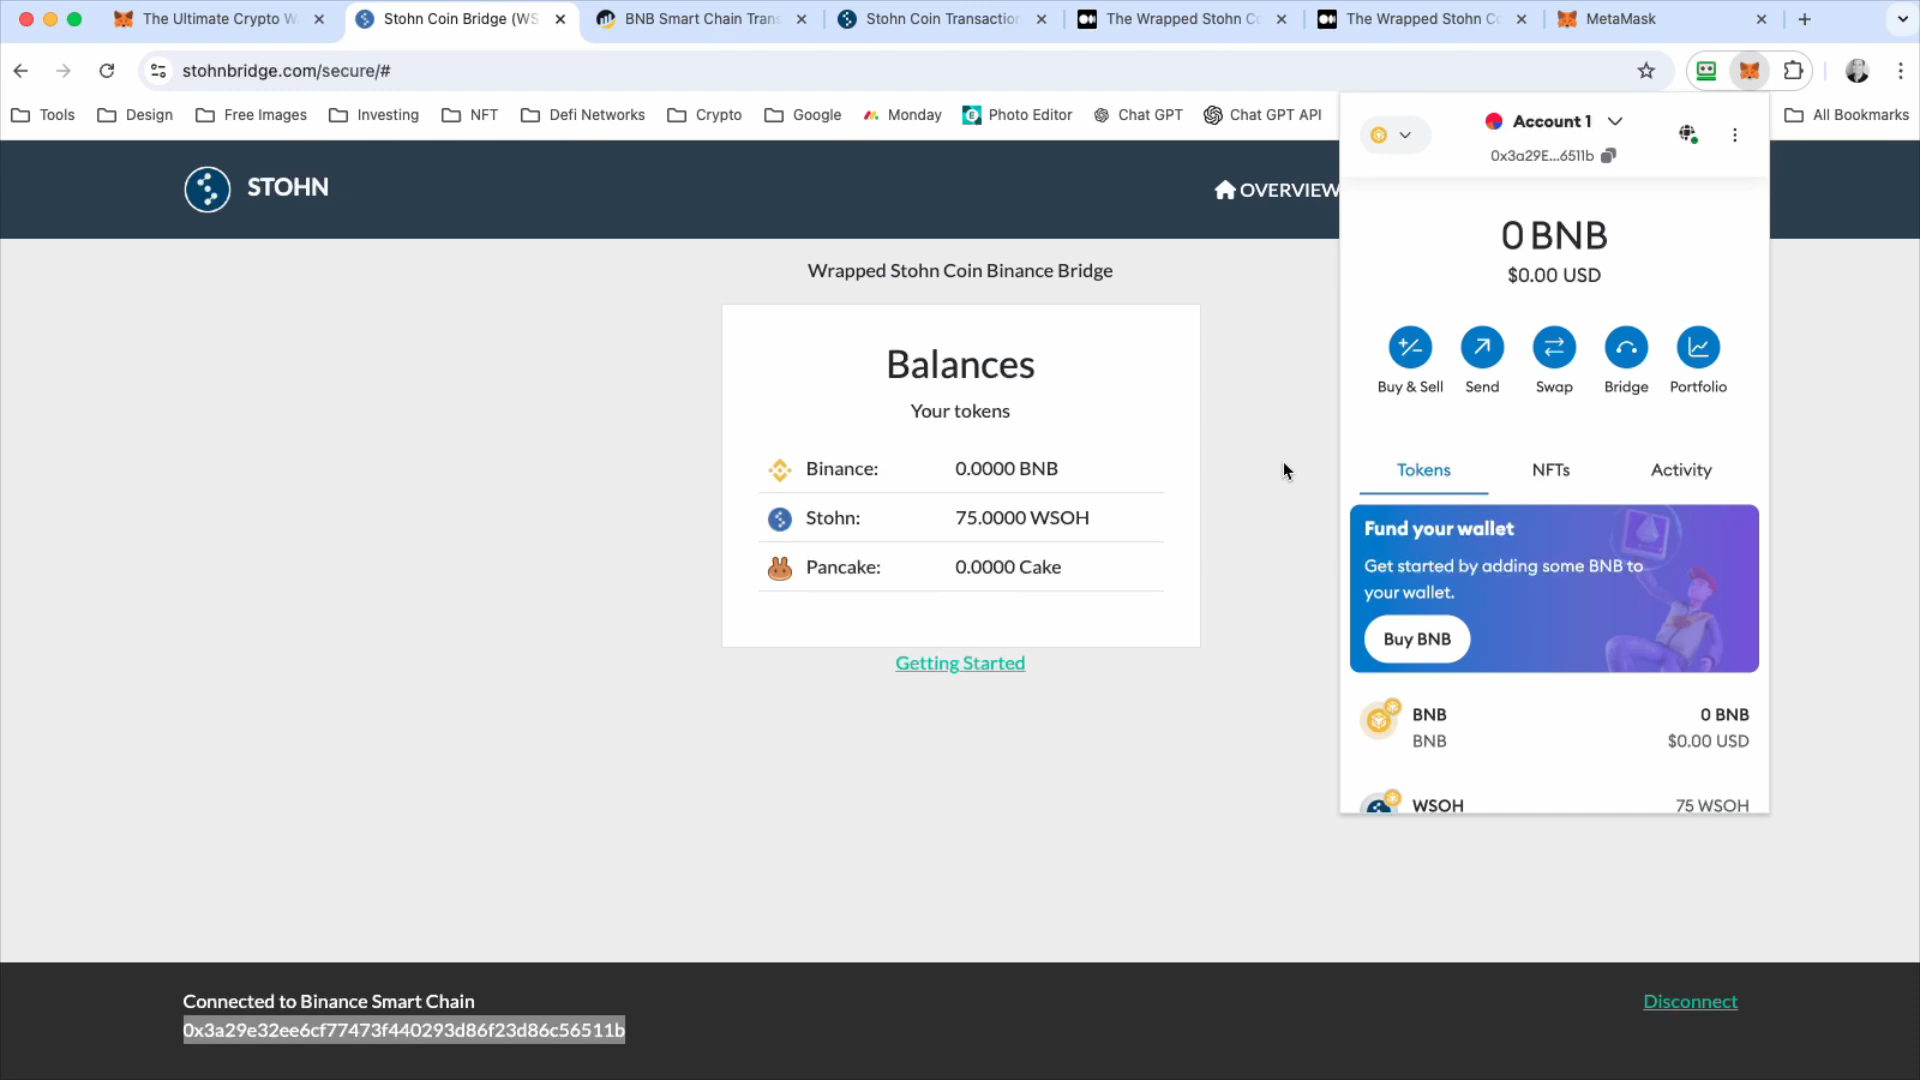 The Ultimate Crypto W
Stohn Coin Bridge (WS
BNB Smart Chain Tran
Stohn Coin Transaction
The Wrapped Stohn Co
The Wrapped Stohn Co
MetaMask
stohnbridge.com/secure/#
Tools
Design
Free Images
Investing
NFT
Defi Networks
Crypto
Google
Monday
Photo Editor
Chat GPT
Chat GPT API
All Bookmarks
STOHN
OVERVIEW
Wrapped Stohn Coin Binance Bridge
Balances
Your tokens
Binance: 0.0000 BNB
Stohn: 75.0000 WSOH
Pancake: 0.0000 Cake
Getting Started
Account 1
0x3a29E...6511b
0 BNB
$0.00 USD
Buy & Sell
Send
Swap
Bridge
Portfolio
Tokens
NFTs
Activity
Fund your wallet
Get started by adding some BNB to
your wallet.
Buy BNB
BNB 0 BNB
BNB $0.00 USD
WSOH 75 WSOH
Connected to Binance Smart Chain
0x3a29e32ee6cf77473f440293d86f23d86c56511b
Disconnect